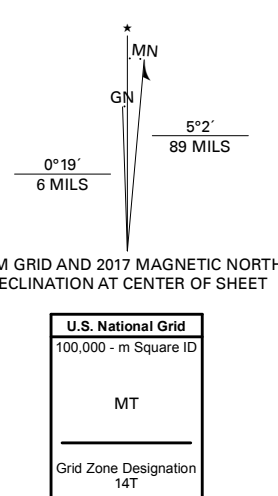 ★
MN
GN
5°2´
89 MILS
0°19´
6 MILS
M GRID AND 2017 MAGNETIC NORTH
ECLINATION AT CENTER OF SHEET
U.S. National Grid
100,000 - m Square ID
MT
Grid Zone Designation
14T